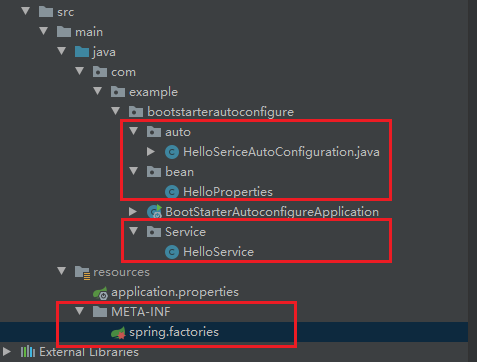 src
main
java
com
example
bootstarterautoconfigure
auto
HelloSericeAutoConfiguration.java
bean
HelloProperties
BootStarterAutoconfigureApplication
Service
HelloService
resources
application.properties
META-INF
spring.factories
External Libraries